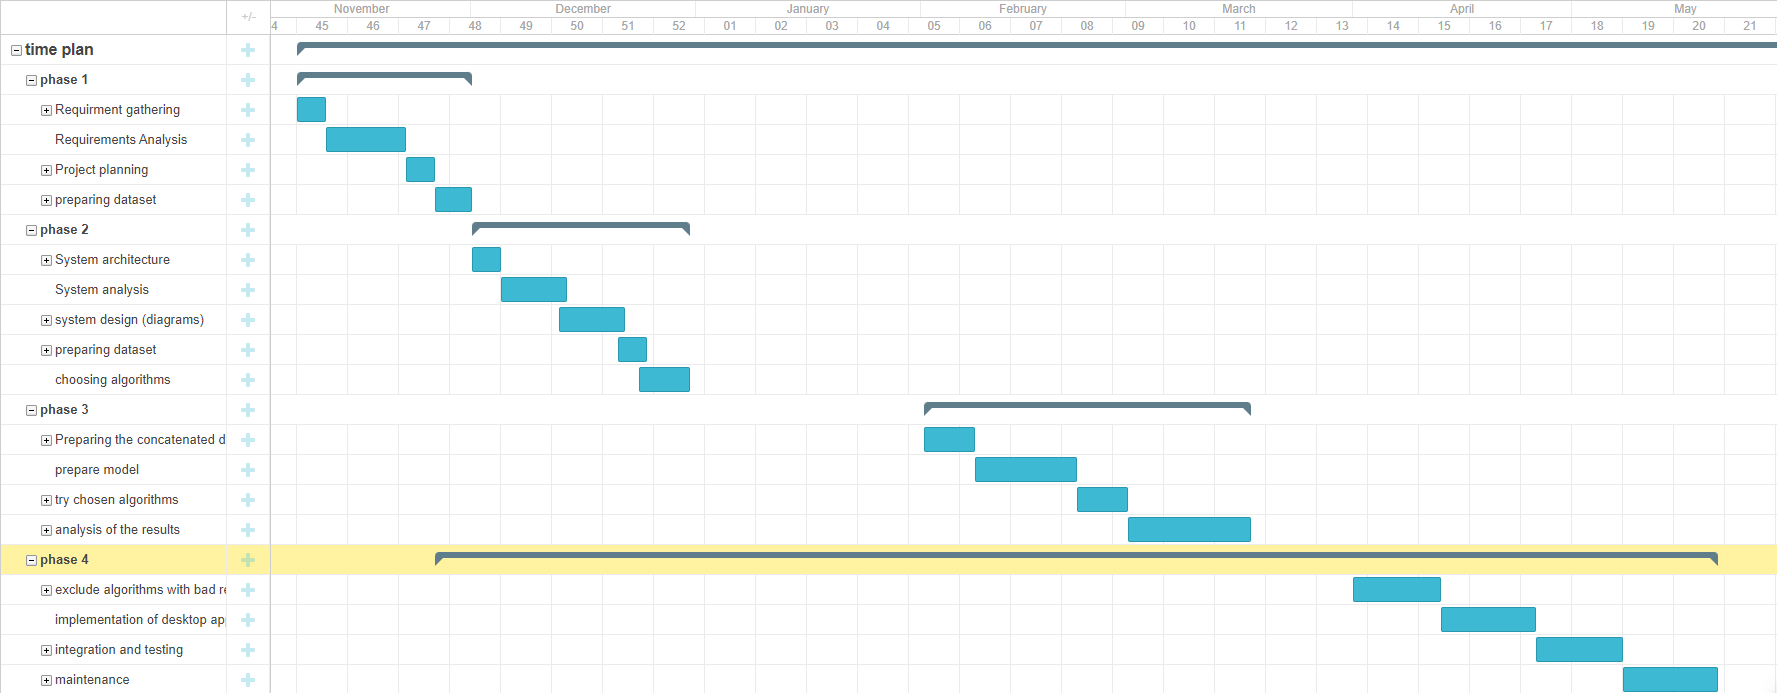 November December January February March April May
+/-
4 45 46 47 48 49 50 51 52 01 02 03 04 05 06 07 08 09 10 11 12 13 14 15 16 17 18 19 20 21
time plan
phase 1
Requirment gathering
Requirements Analysis
Project planning
preparing dataset
phase 2
System architecture
System analysis
system design (diagrams)
preparing dataset
choosing algorithms
phase 3
Preparing the concatenated d
prepare model
try chosen algorithms
analysis of the results
phase 4
exclude algorithms with bad re
implementation of desktop ap
integration and testing
maintenance